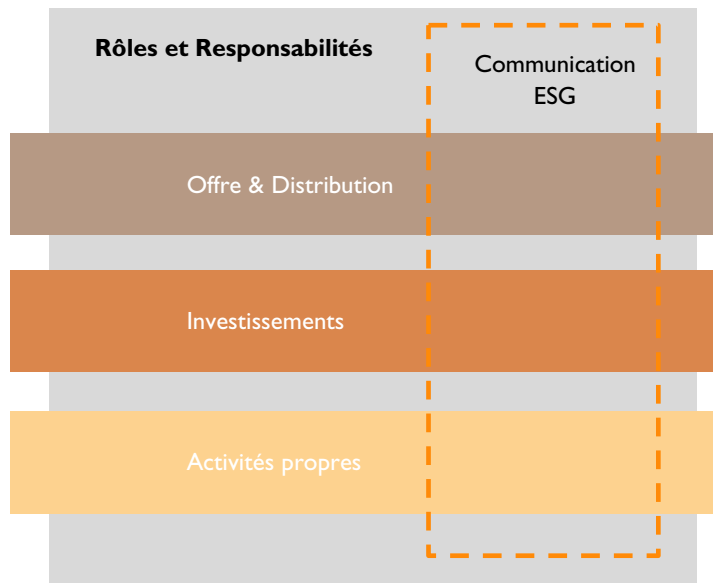 Rôles et Responsabilités
Communication
ESG
Offre & Distribution
Investissements
Activités propres